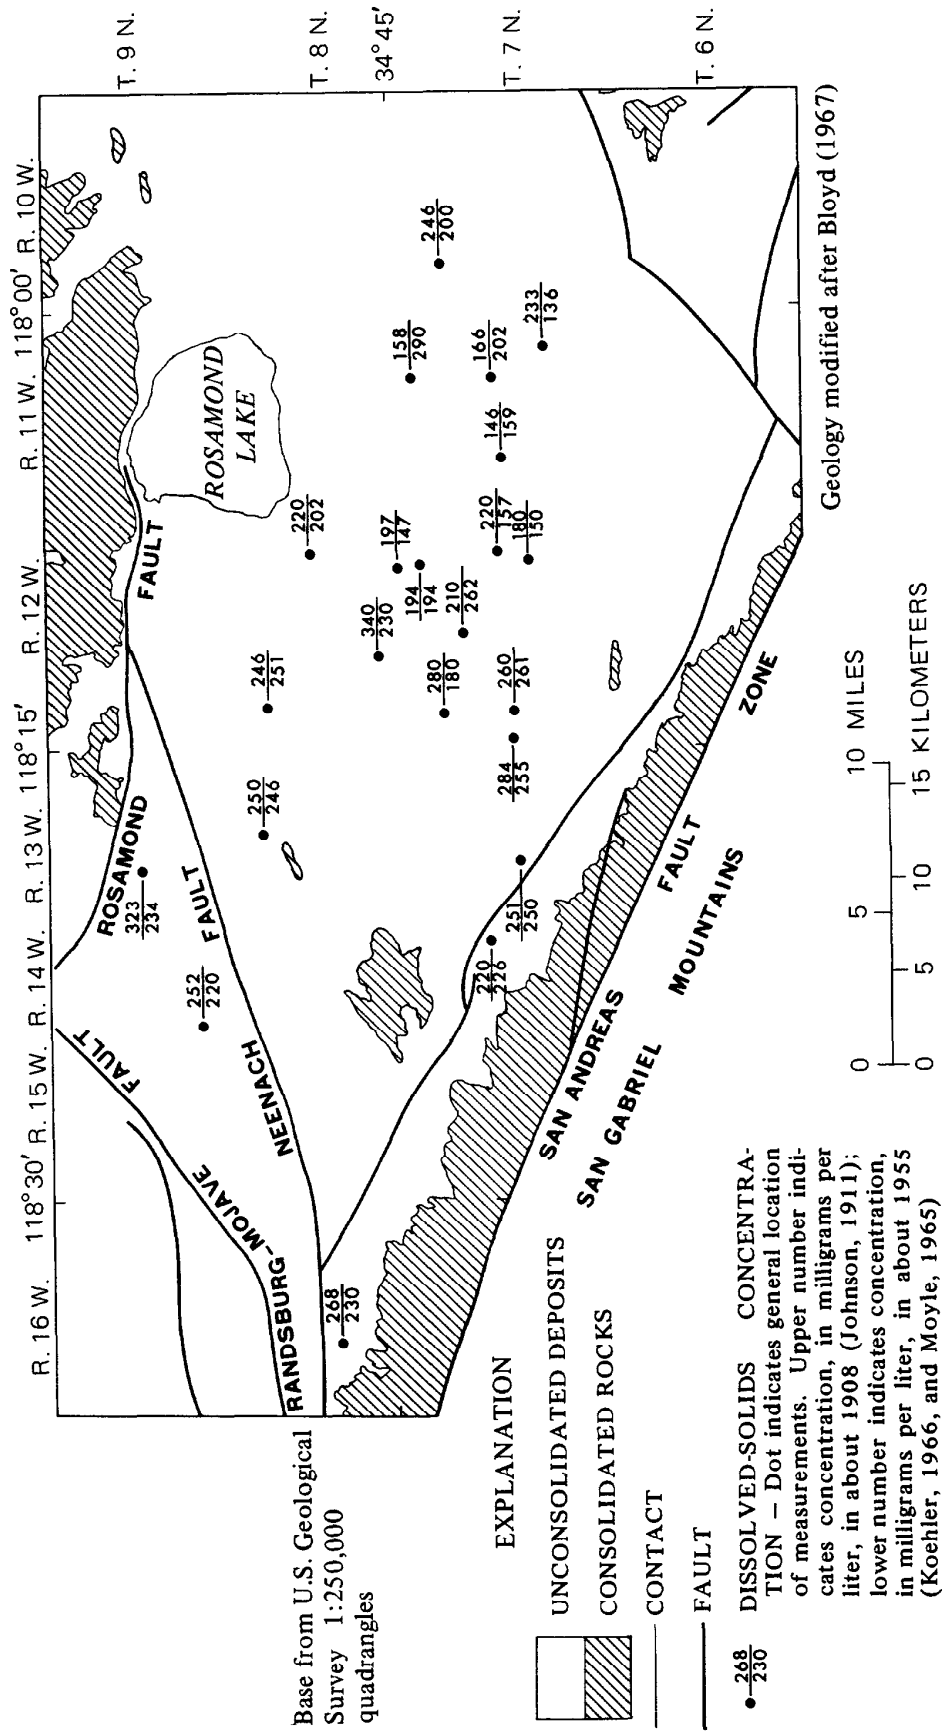 R. 16 W.
118°30'
R. 15 W.
R. 14 W.
R. 13 W.
118°15'
R. 12 W.
R. 11 W.
118°00'
R. 10 W.
T. 9 N.
T. 8 N.
34°45'
T. 7 N.
T. 6 N.
RANDSBURG–MOJAVE
FAULT
ROSAMOND
FAULT
NEENACH
FAULT
ROSAMOND
LAKE
323
234
252
220
268
230
250
246
246
251
220
202
340
230
197
147
194
194
158
290
246
200
280
180
210
262
166
202
220
157
146
159
233
136
180
150
260
261
284
255
251
250
220
226
SAN ANDREAS
FAULT
ZONE
SAN GABRIEL
MOUNTAINS
Geology modified after Bloyd (1967)
Base from U.S. Geological
Survey 1:250,000
quadrangles
0 5 10 MILES
0 5 10 15 KILOMETERS
EXPLANATION
UNCONSOLIDATED DEPOSITS
CONSOLIDATED ROCKS
CONTACT
FAULT
268
230
DISSOLVED-SOLIDS CONCENTRA-
TION – Dot indicates general location
of measurements. Upper number indi-
cates concentration, in milligrams per
liter, in about 1908 (Johnson, 1911);
lower number indicates concentration,
in milligrams per liter, in about 1955
(Koehler, 1966, and Moyle, 1965)